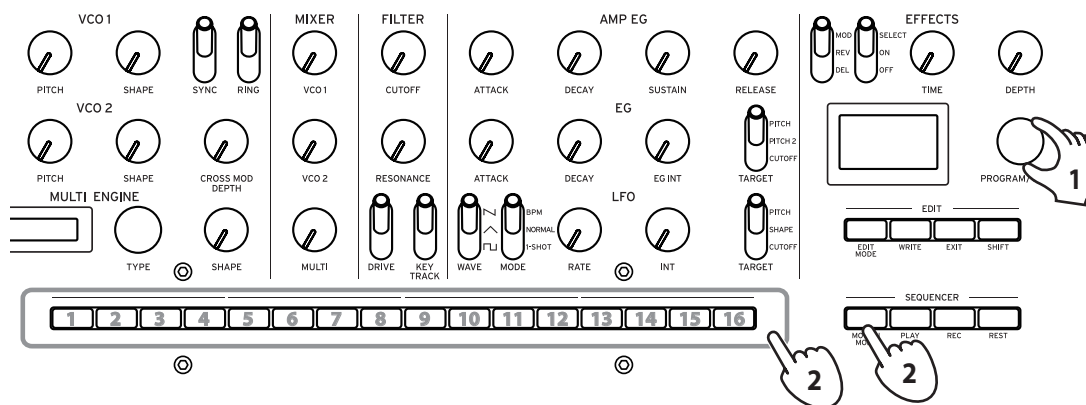 VCO 1 MIXER FILTER AMP EG EFFECTS
MOD SELECT
REV ON
DEL OFF
PITCH SHAPE SYNC RING VCO 1 CUTOFF ATTACK DECAY SUSTAIN RELEASE TIME DEPTH
VCO 2 EG
PITCH
PITCH 2
CUTOFF
PITCH SHAPE CROSS MOD DEPTH VCO 2 RESONANCE ATTACK DECAY EG INT TARGET PROGRAM/ 1
MULTI ENGINE LFO
BPM PITCH
NORMAL SHAPE
1-SHOT CUTOFF
EDIT
TYPE SHAPE MULTI DRIVE KEY TRACK WAVE MODE RATE INT TARGET
EDIT MODE WRITE EXIT SHIFT
SEQUENCER
1 2 3 4 5 6 7 8 9 10 11 12 13 14 15 16
PLAY REC REST
2 2